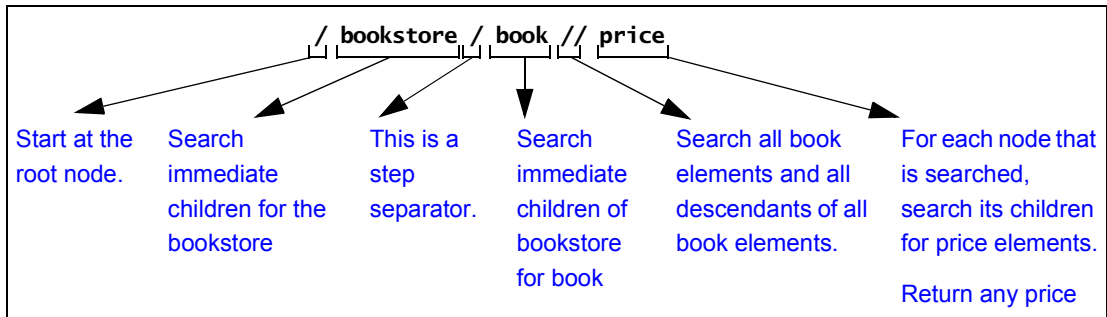 / bookstore / book // price
Start at the
root node.
Search
immediate
children for the
bookstore
This is a
step
separator.
Search
immediate
children of
bookstore
for book
Search all book
elements and all
descendants of all
book elements.
For each node that
is searched,
search its children
for price elements.
Return any price